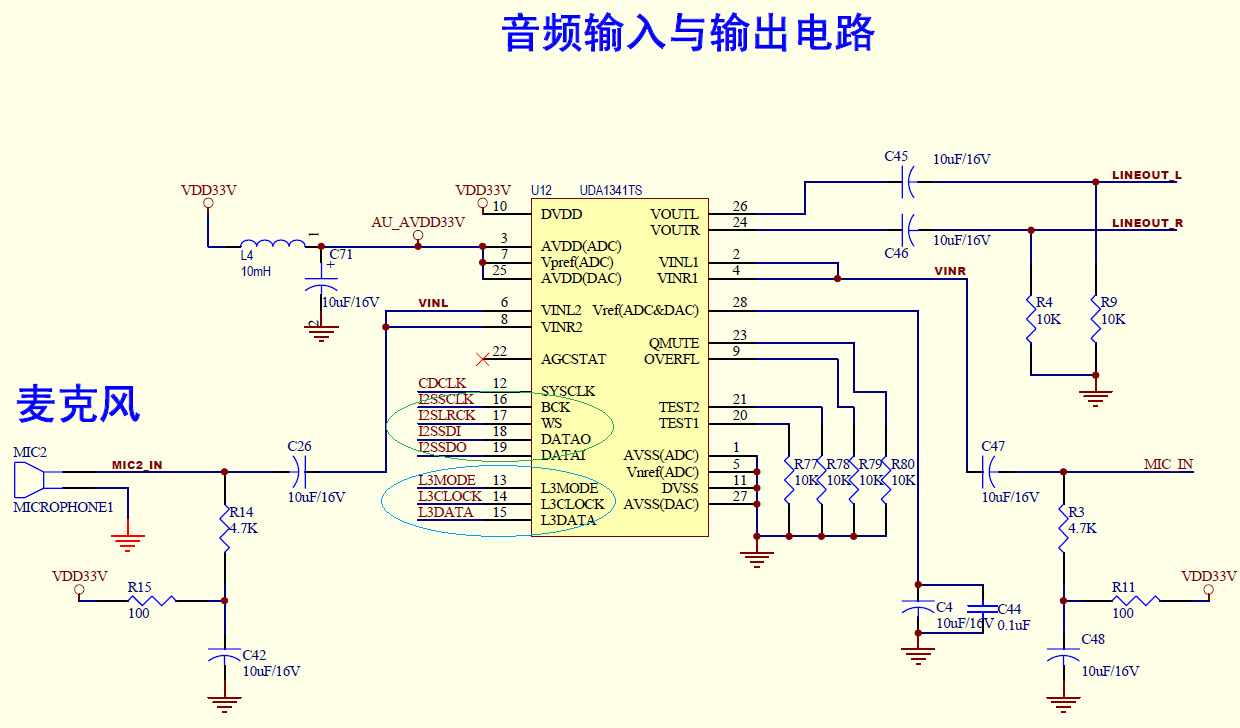 音频输入与输出电路
C45 10uF/16V
LINEOUT_L
VDD33V
VDD33V
U12 UDA1341TS
AU_AVDD33V
10 DVDD VOUTL 26
VOUTR 24
C46 10uF/16V
LINEOUT_R
1
L4
10mH
C71
+
10uF/16V
2
3 AVDD(ADC)
7 Vpref(ADC) VINL1 2
25 AVDD(DAC) VINR1 4
VINR
VINL
6 VINL2 Vref(ADC&DAC) 28
8 VINR2
QMUTE 23
22 AGCSTAT OVERFL 9
R4
10K
R9
10K
CDCLK 12 SYSCLK
I2SSCLK 16 BCK TEST2 21
I2SLRCK 17 WS TEST1 20
I2SSDI 18 DATAO
I2SSDO 19 DATAI AVSS(ADC) 1
Vnref(ADC) 5
L3MODE 13 L3MODE DVSS 11
L3CLOCK 14 L3CLOCK AVSS(DAC) 27
L3DATA 15 L3DATA
R77 R78 R79 R80
10K 10K 10K 10K
麦克风
MIC2
MIC2_IN
MICROPHONE1
C26
10uF/16V
R14
4.7K
VDD33V
R15
100
C42
10uF/16V
C47
10uF/16V
MIC_IN
R3
4.7K
VDD33V
R11
100
C4
10uF/16V
C44
0.1uF
C48
10uF/16V